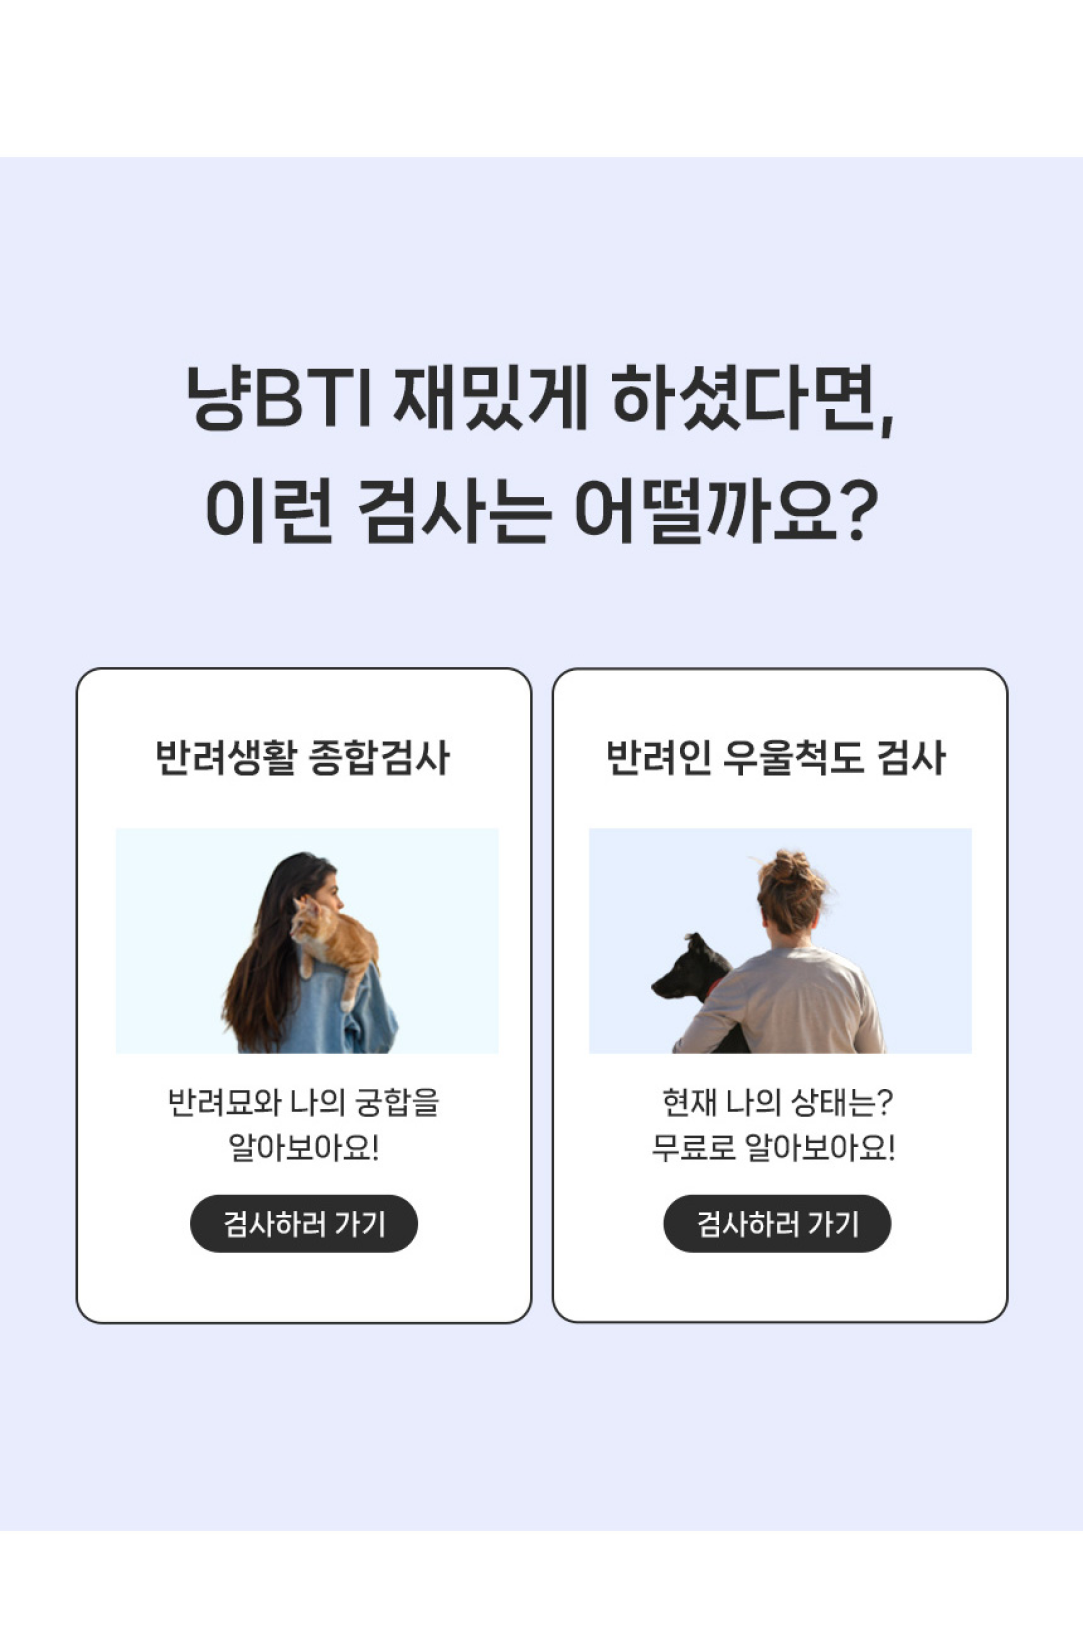 냥BTI 재밌게 하셨다면,
이런 검사는 어떨까요?
반려생활 종합검사
반려묘와 나의 궁합을
알아보아요!
검사하러 가기
반려인 우울척도 검사
현재 나의 상태는?
무료로 알아보아요!
검사하러 가기